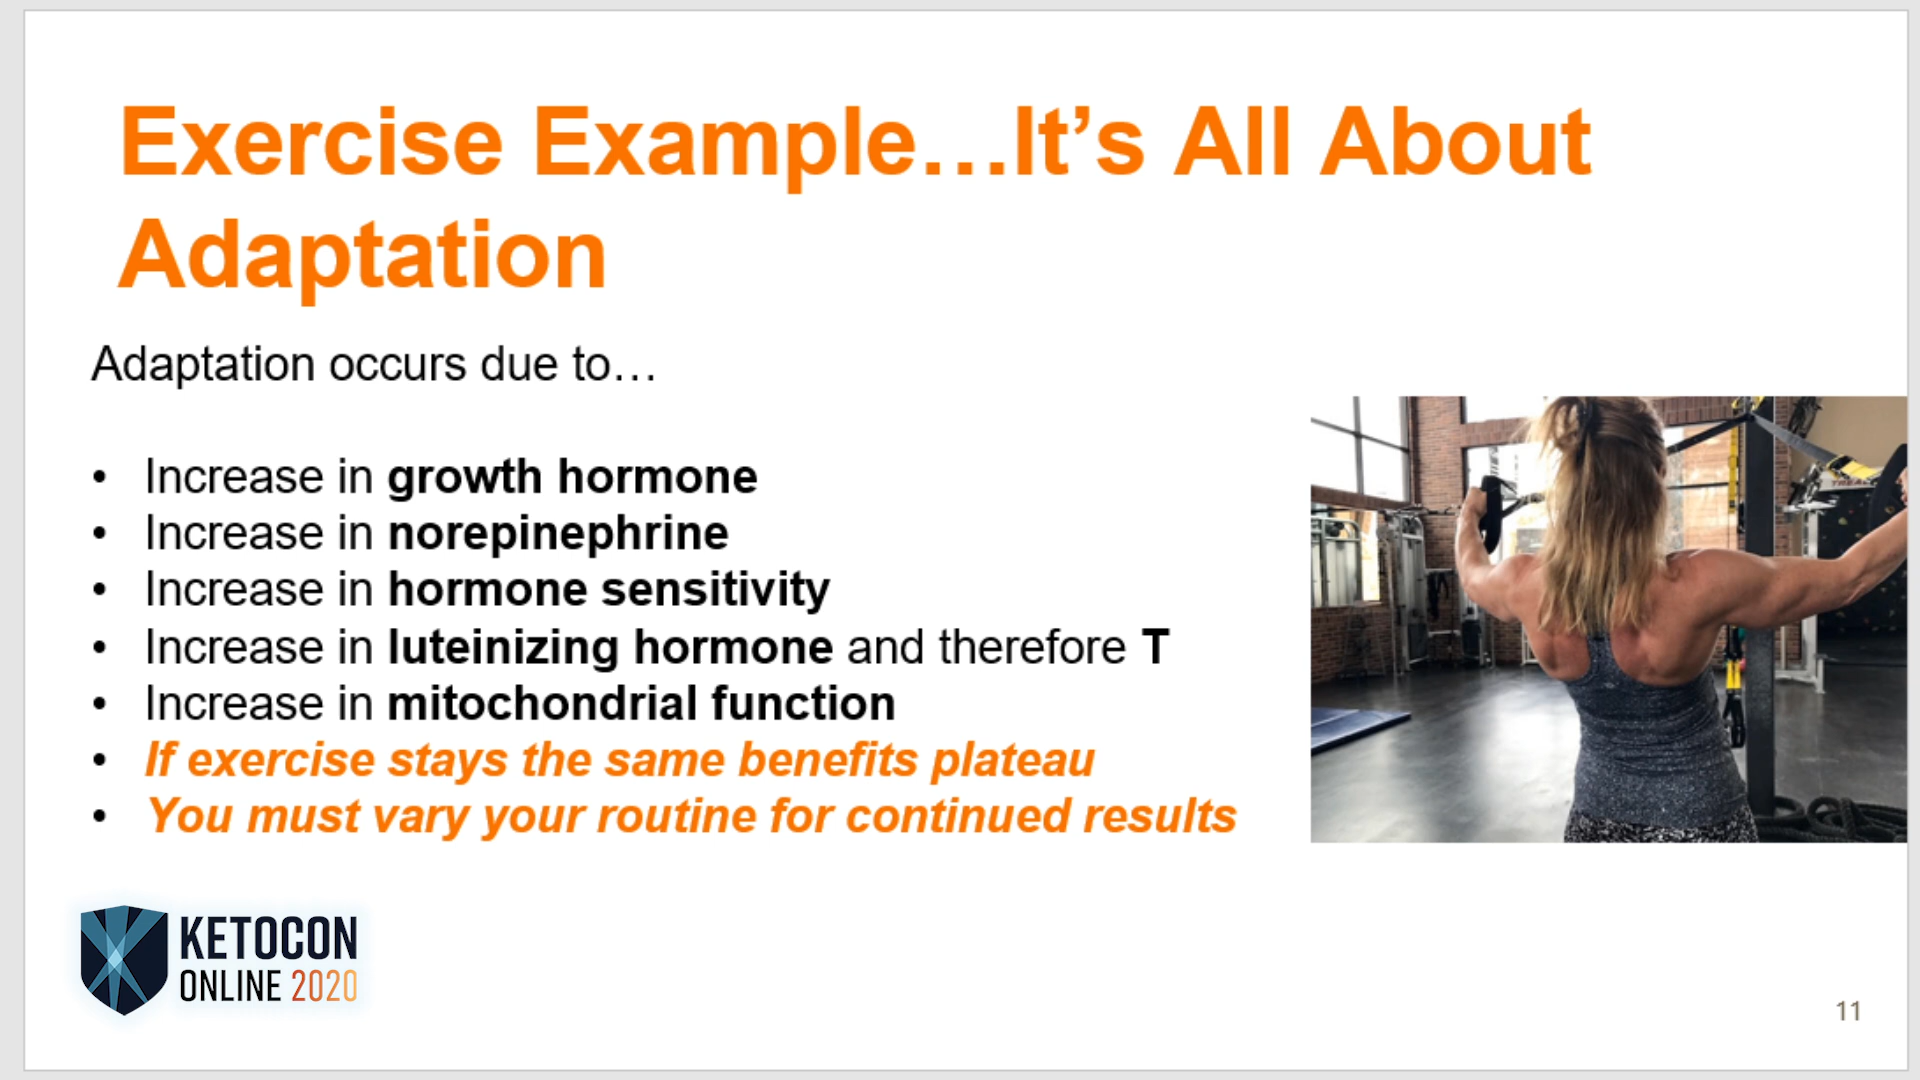 Exercise Example…It’s All About
Adaptation
Adaptation occurs due to…
• Increase in growth hormone
• Increase in norepinephrine
• Increase in hormone sensitivity
• Increase in luteinizing hormone and therefore T
• Increase in mitochondrial function
• If exercise stays the same benefits plateau
• You must vary your routine for continued results
KETOCON
ONLINE 2020
11